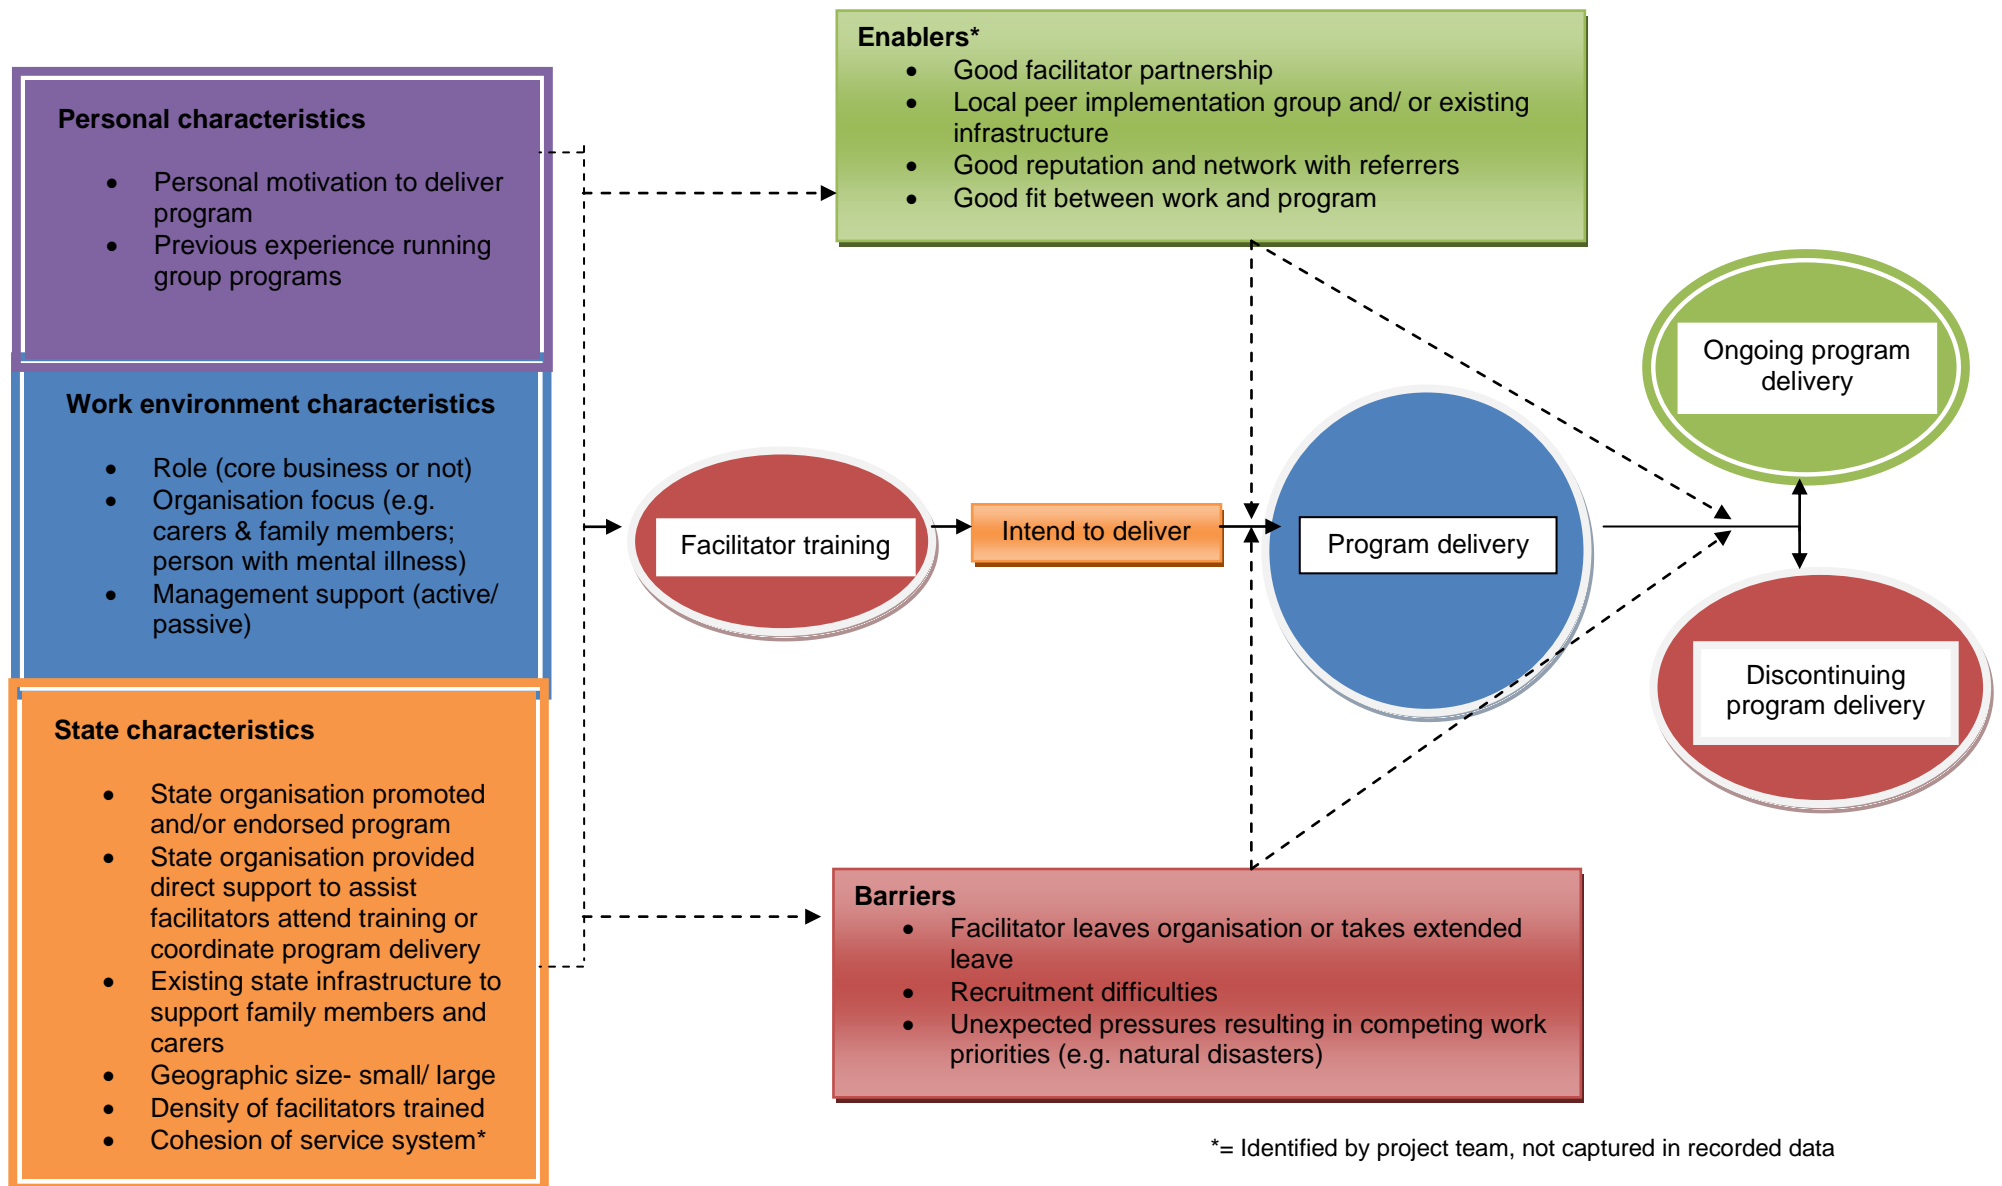 Personal characteristics
• Personal motivation to deliver
program
• Previous experience running
group programs
Work environment characteristics
• Role (core business or not)
• Organisation focus (e.g.
carers & family members;
person with mental illness)
• Management support (active/
passive)
State characteristics
• State organisation promoted
and/or endorsed program
• State organisation provided
direct support to assist
facilitators attend training or
coordinate program delivery
• Existing state infrastructure to
support family members and
carers
• Geographic size- small/ large
• Density of facilitators trained
• Cohesion of service system*
Enablers*
• Good facilitator partnership
• Local peer implementation group and/ or existing
infrastructure
• Good reputation and network with referrers
• Good fit between work and program
Facilitator training
Intend to deliver
Program delivery
Ongoing program
delivery
Discontinuing
program delivery
Barriers
• Facilitator leaves organisation or takes extended
leave
• Recruitment difficulties
• Unexpected pressures resulting in competing work
priorities (e.g. natural disasters)
*= Identified by project team, not captured in recorded data